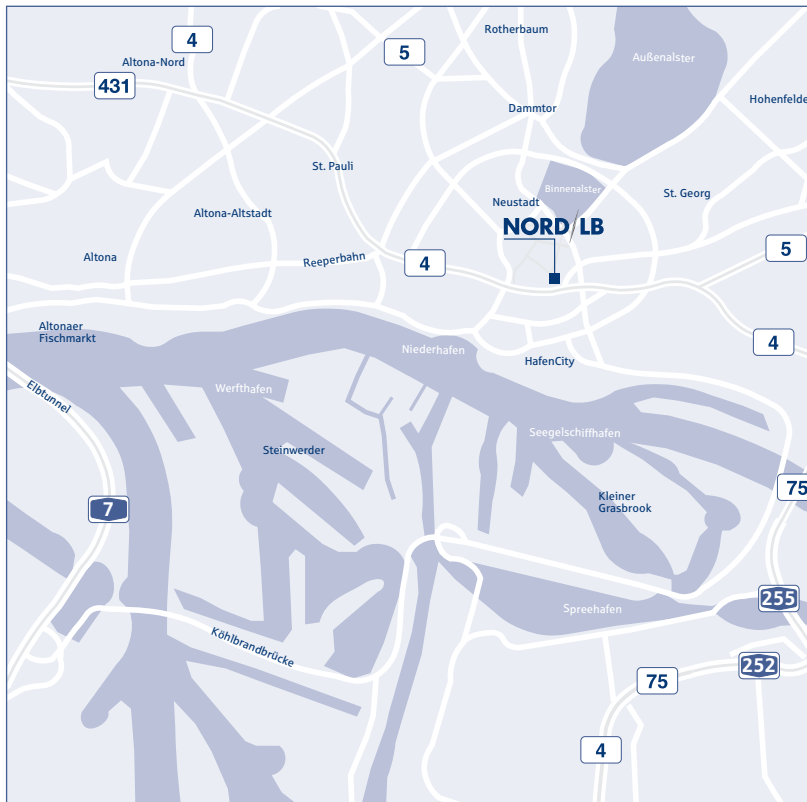 Rotherbaum
4
5
Außenalster
Altona-Nord
431
Hohenfelde
Dammtor
St. Pauli
Binnenalster
St. Georg
Neustadt
Altona-Altstadt
NORD/LB
5
Altona
Reeperbahn
4
Altonaer
Fischmarkt
4
Niederhafen
HafenCity
Werfthafen
Elbtunnel
Seegelschiffhafen
Steinwerder
75
Kleiner
Grasbrook
7
255
Spreehafen
Köhlbrandbrücke
252
75
4